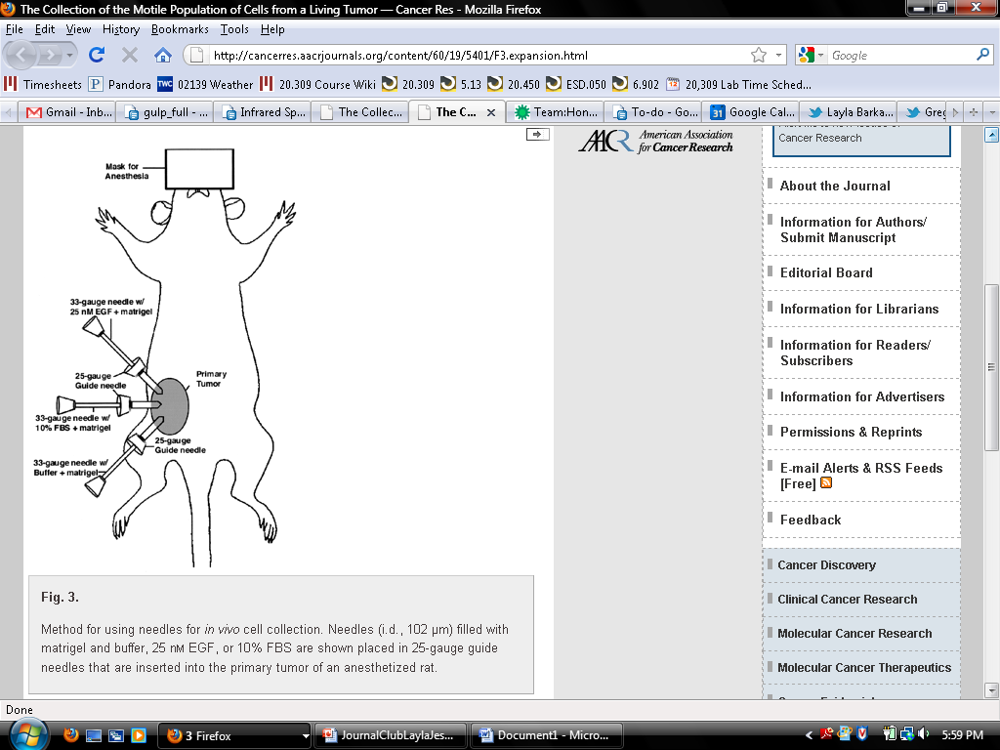 The Collection of the Motile Population of Cells from a Living Tumor — Cancer Res - Mozilla Firefox
File Edit View History Bookmarks Tools Help
http://cancerres.aacrjournals.org/content/60/19/5401/F3.expansion.html
Google
Timesheets Pandora TWC 02139 Weather 20.309 Course Wiki 20.309 5.13 20.450 ESD.050 6.902 20,309 Lab Time Sched...
Gmail - Inb... gulp_full - ... Infrared Sp... The Collec... The C... Team:Hon... To-do - Go... 31 Google Cal... Layla Barka... Greg
AACR American Association
for Cancer Research
Cancer Research
About the Journal
Information for Authors/
Submit Manuscript
Editorial Board
Information for Librarians
Information for Readers/
Subscribers
Information for Advertisers
Permissions & Reprints
E-mail Alerts & RSS Feeds
[Free]
Feedback
Cancer Discovery
Clinical Cancer Research
Molecular Cancer Research
Molecular Cancer Therapeutics
Mask for
Anesthesia
33-gauge needle w/
25 nM EGF + matrigel
25-gauge
Guide needle
Primary
Tumor
33-gauge needle w/
10% FBS + matrigel
25-gauge
Guide needle
33-gauge needle w/
Buffer + matrigel
Fig. 3.
Method for using needles for in vivo cell collection. Needles (i.d., 102 μm) filled with
matrigel and buffer, 25 nM EGF, or 10% FBS are shown placed in 25-gauge guide
needles that are inserted into the primary tumor of an anesthetized rat.
Done
3 Firefox JournalClubLaylaJes... Document1 - Micro... 5:59 PM